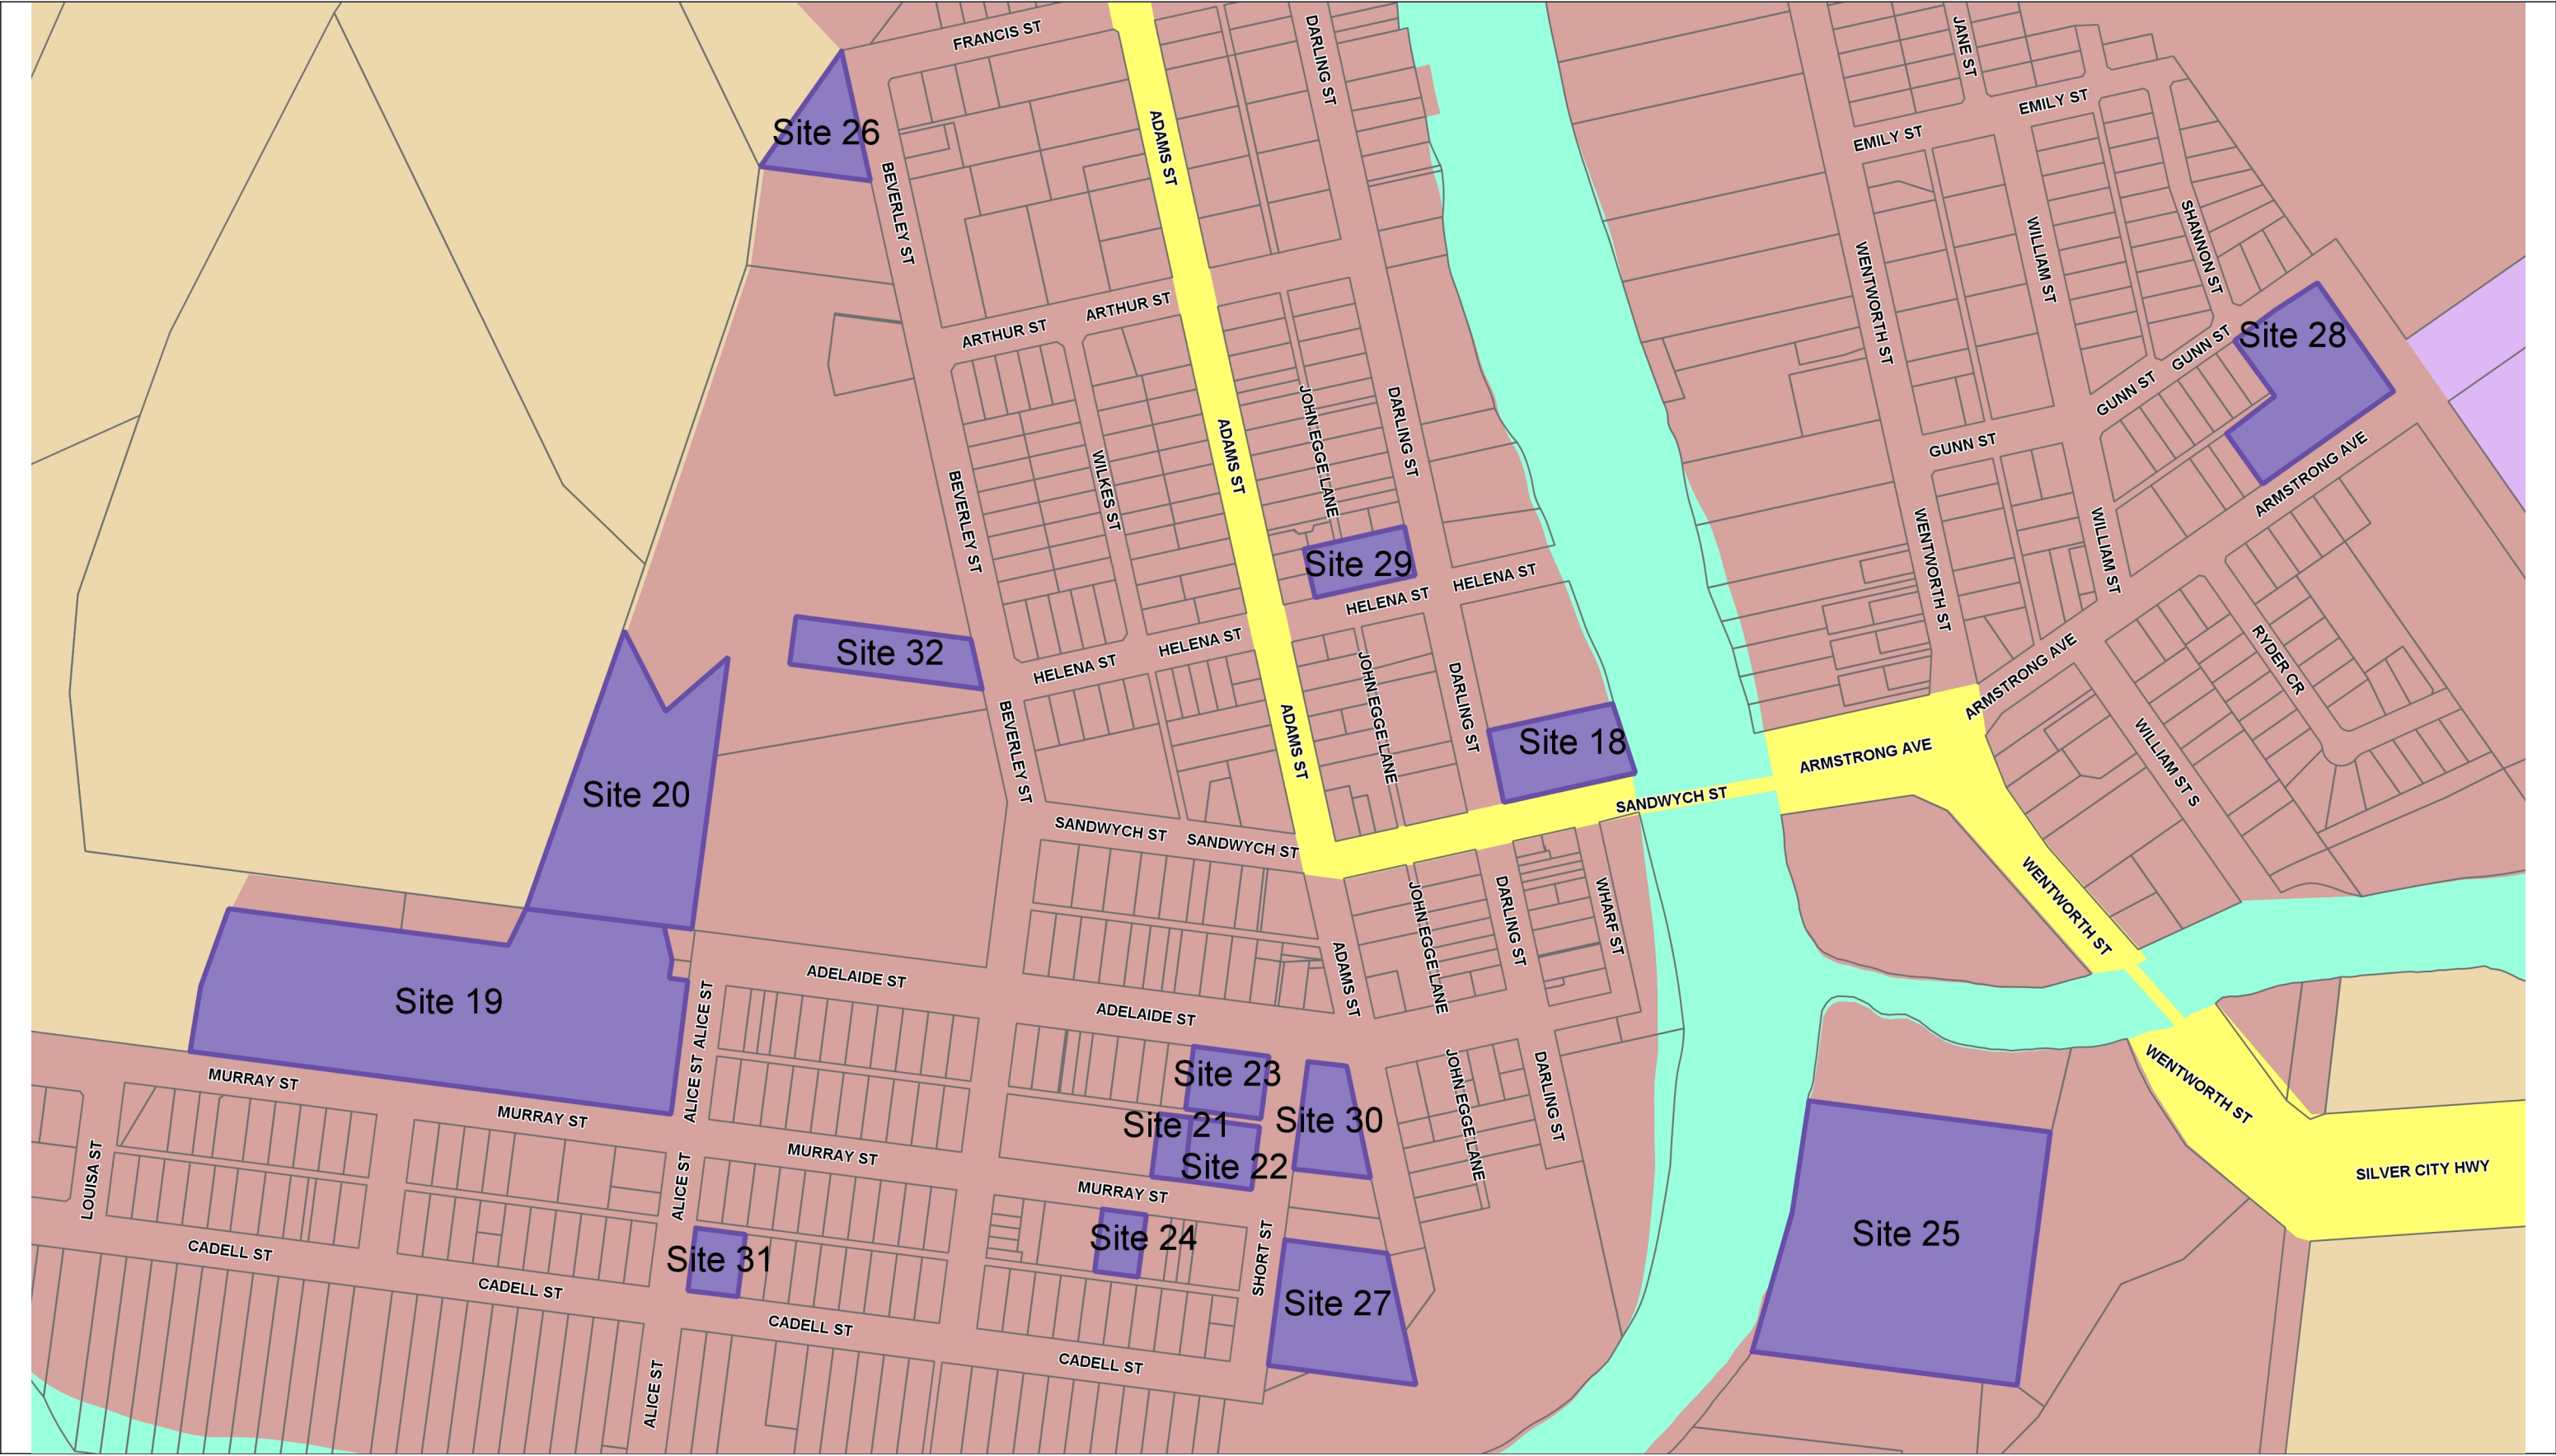 FRANCIS ST
DARLING ST
JANE ST
EMILY ST
EMILY ST
Site 26
ADAMS ST
BEVERLEY ST
SHANNON ST
WILLIAM ST
WENTWORTH ST
ARTHUR ST
ARTHUR ST
Site 28
GUNN ST
GUNN ST
GUNN ST
JOHN EGGE LANE
DARLING ST
ADAMS ST
WILKES ST
BEVERLEY ST
ARMSTRONG AVE
WENTWORTH ST
WILLIAM ST
Site 29
HELENA ST
HELENA ST
HELENA ST
HELENA ST
Site 32
RYDER CR
ARMSTRONG AVE
JOHN EGGE LANE
DARLING ST
ADAMS ST
BEVERLEY ST
Site 18
WILLIAM ST S
ARMSTRONG AVE
Site 20
SANDWYCH ST
SANDWYCH ST
SANDWYCH ST
JOHN EGGE LANE
DARLING ST
WHARF ST
WENTWORTH ST
ADAMS ST
ADELAIDE ST
Site 19
ALICE ST
ADELAIDE ST
MURRAY ST
ALICE ST
Site 23
MURRAY ST
Site 21
Site 30
JOHN EGGE LANE
DARLING ST
WENTWORTH ST
MURRAY ST
Site 22
SILVER CITY HWY
LOUISA ST
ALICE ST
MURRAY ST
Site 24
SHORT ST
Site 25
CADELL ST
Site 31
CADELL ST
Site 27
CADELL ST
CADELL ST
ALICE ST